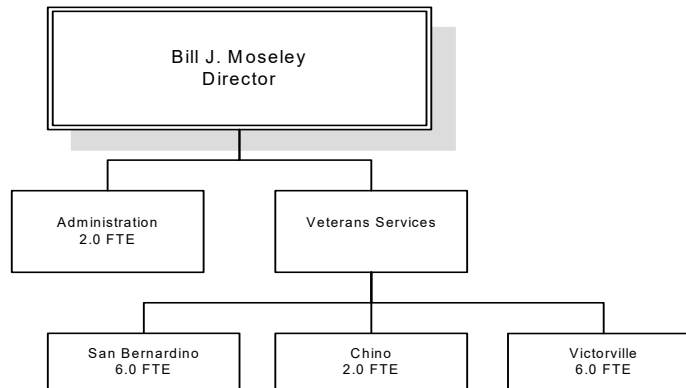 Bill J. Moseley
Director
Administration
2.0 FTE
Veterans Services
San Bernardino
6.0 FTE
Chino
2.0 FTE
Victorville
6.0 FTE